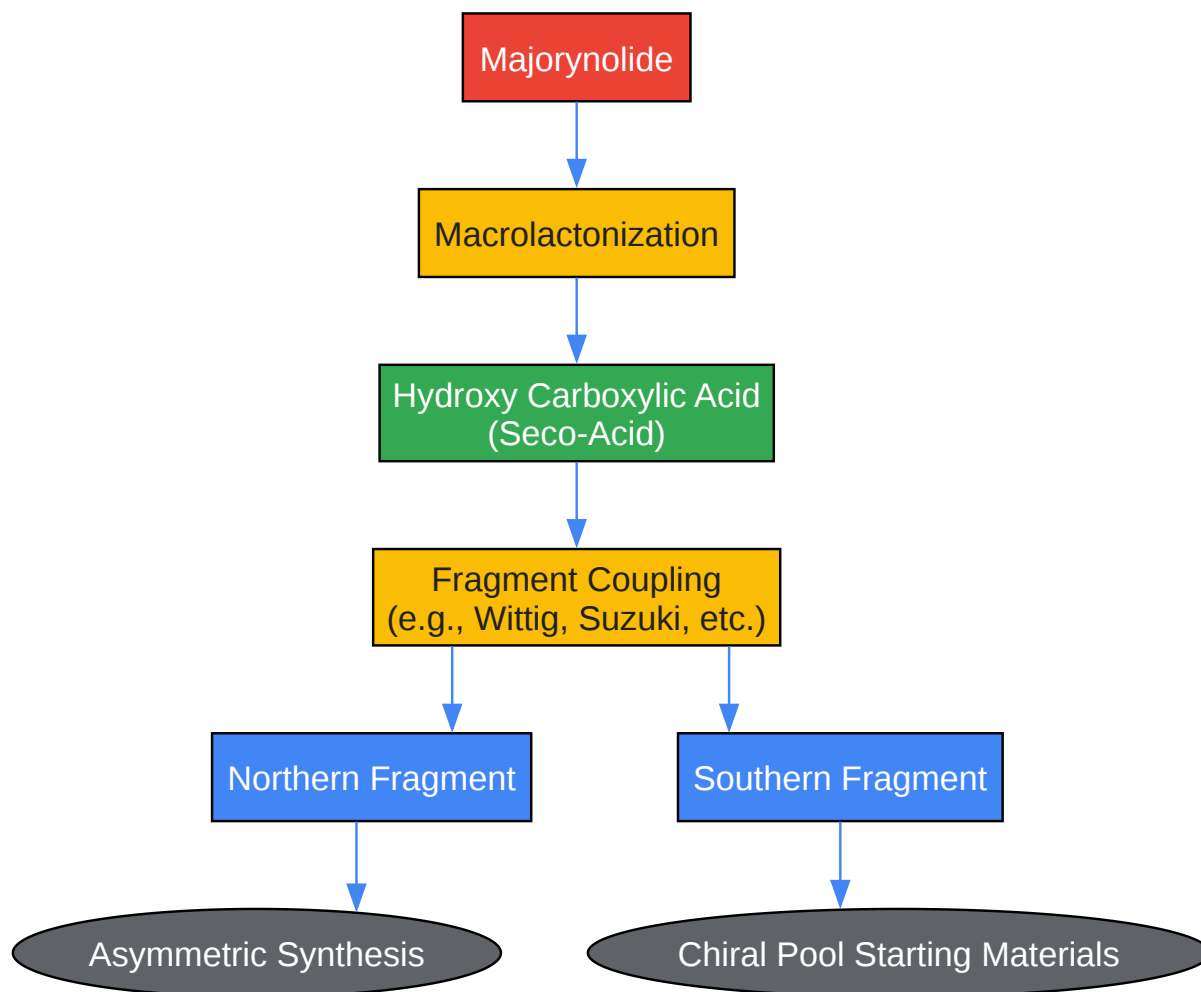 Majorynolide
Macrolactonization
Hydroxy Carboxylic Acid
(Seco-Acid)
Fragment Coupling
(e.g., Wittig, Suzuki, etc.)
Northern Fragment
Southern Fragment
Asymmetric Synthesis
Chiral Pool Starting Materials